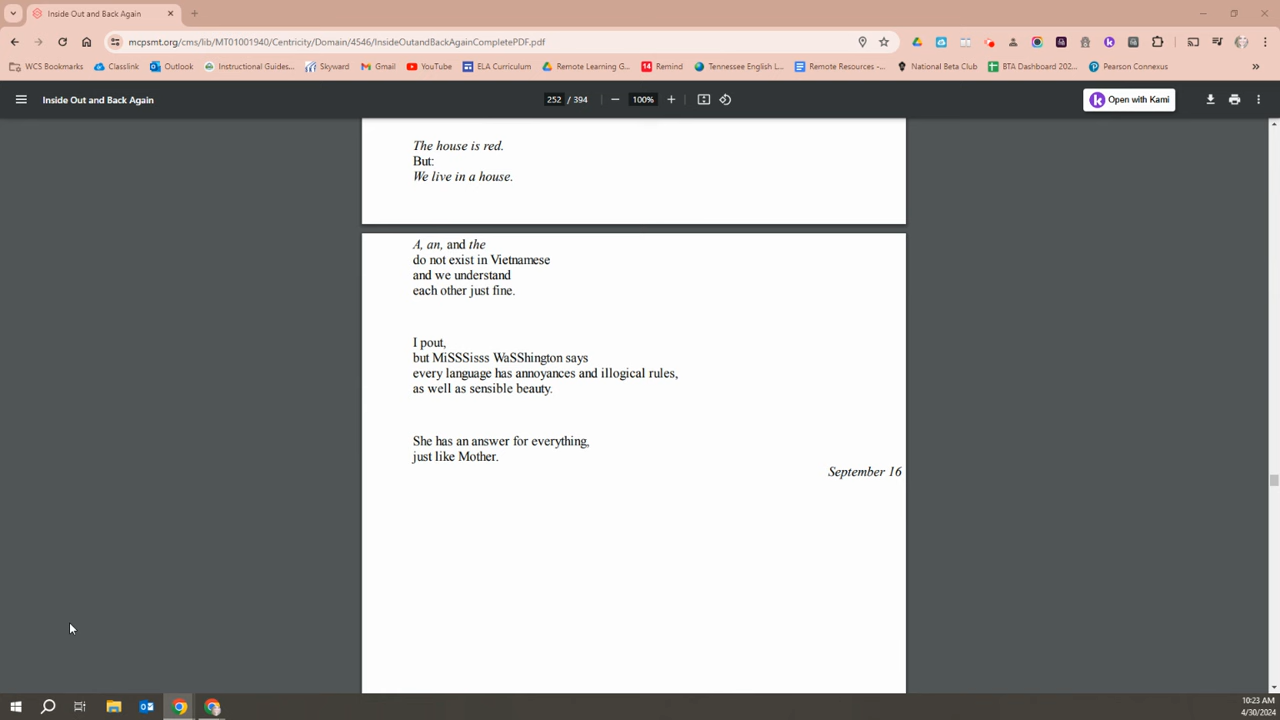 Inside Out and Back Again
mcpsmt.org/cms/lib/MT01001940/Centricity/Domain/4546/InsideOutandBackAgainCompletePDF.pdf
WCS Bookmarks
Classlink
Outlook
Instructional Guides...
Skyward
Gmail
YouTube
ELA Curriculum
Remote Learning G...
14 Remind
Tennessee English L...
Remote Resources -...
National Beta Club
BTA Dashboard 202...
Pearson Connexus
»
Inside Out and Back Again
252 / 394
100%
k Open with Kami
The house is red.
But:
We live in a house.
A, an, and the
do not exist in Vietnamese
and we understand
each other just fine.
I pout,
but MiSSSisss WaSShington says
every language has annoyances and illogical rules,
as well as sensible beauty.
She has an answer for everything,
just like Mother.
September 16
10:23 AM
4/30/2024